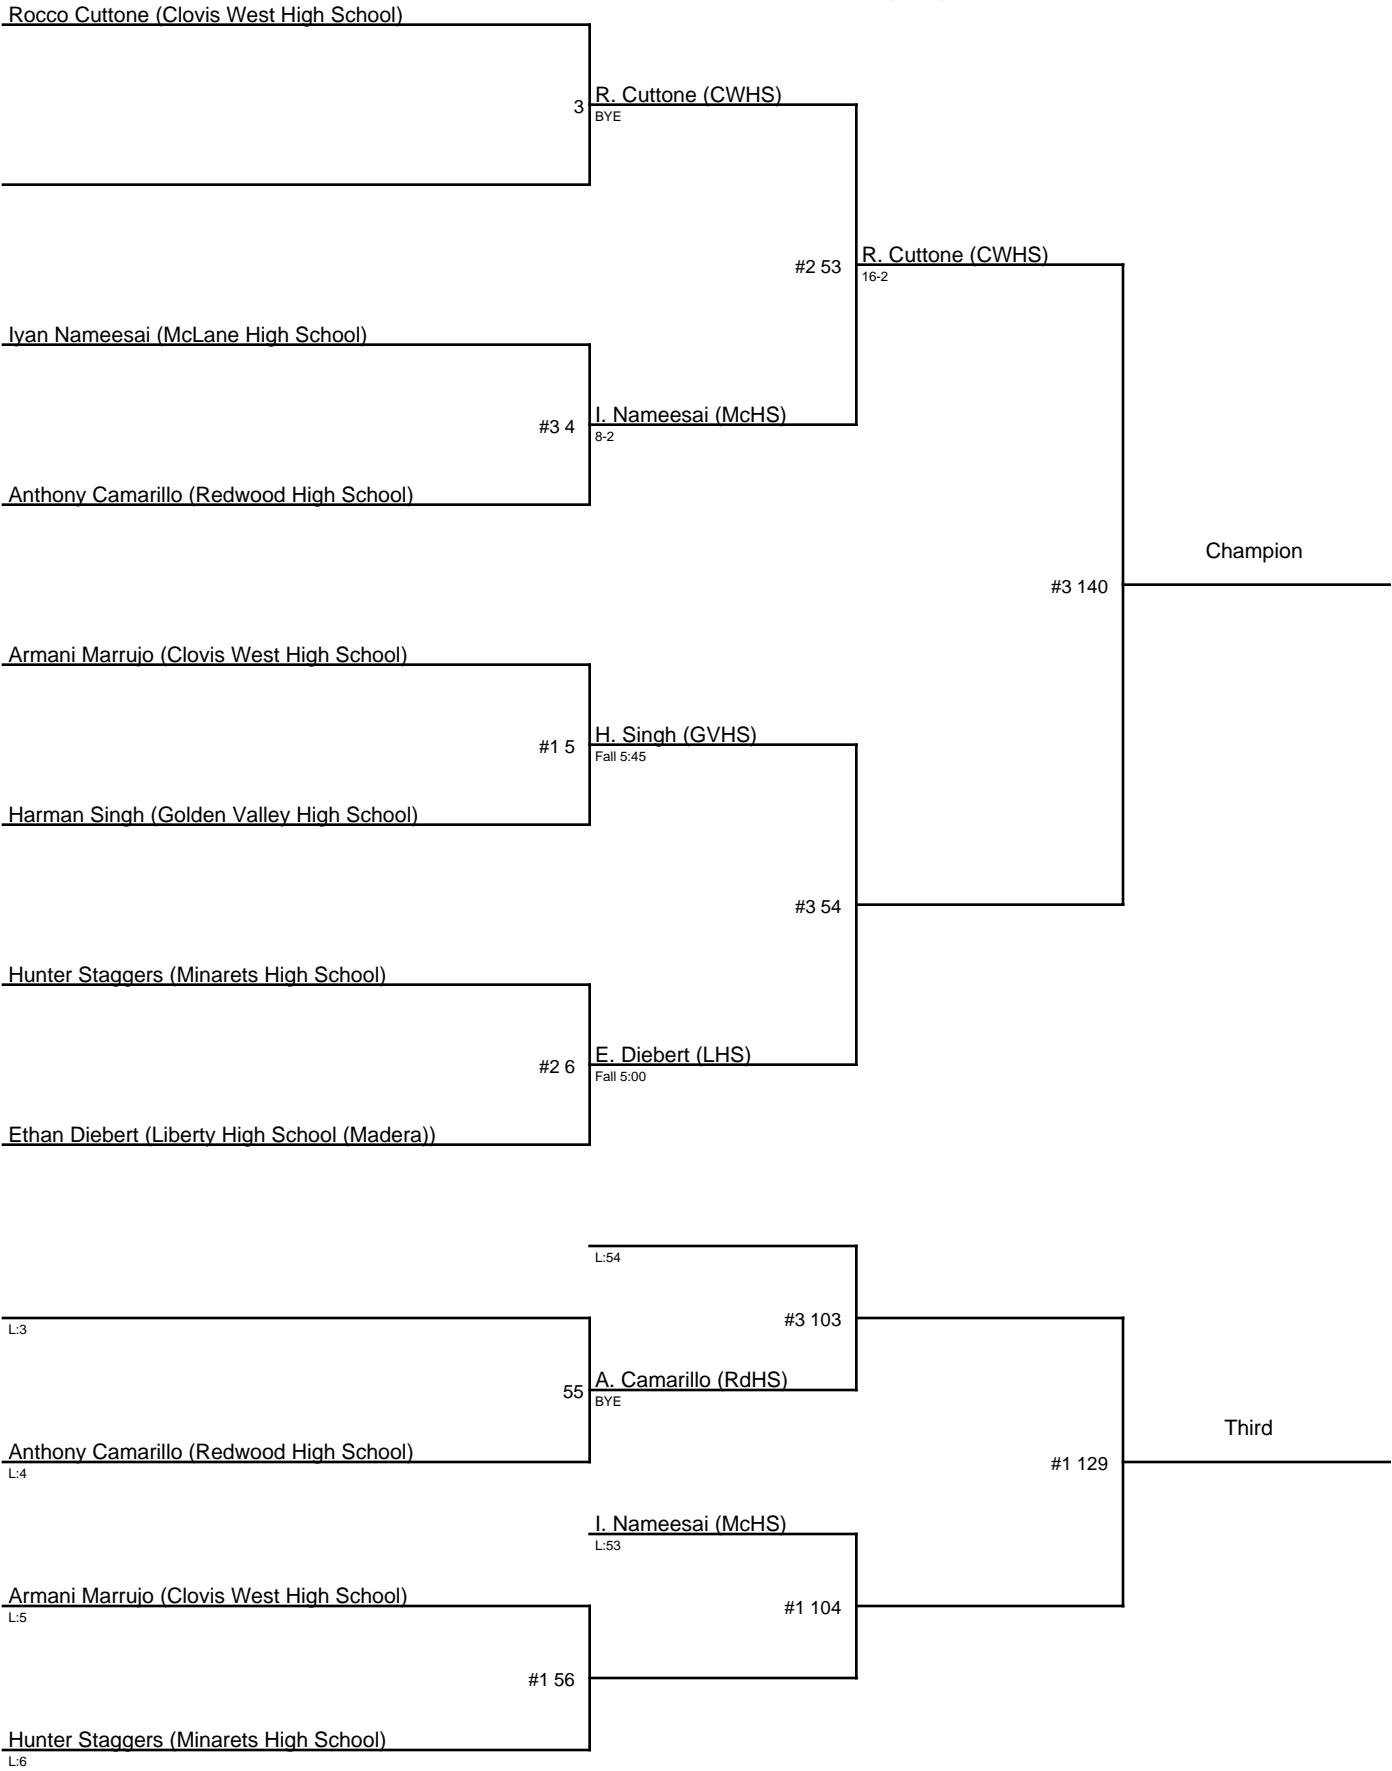 Rocco Cuttone (Clovis West High School)
3
R. Cuttone (CWHS)
BYE
#2 53
R. Cuttone (CWHS)
16-2
Iyan Nameesai (McLane High School)
#3 4
I. Nameesai (McHS)
8-2
Anthony Camarillo (Redwood High School)
Champion
#3 140
Armani Marrujo (Clovis West High School)
#1 5
H. Singh (GVHS)
Fall 5:45
Harman Singh (Golden Valley High School)
#3 54
Hunter Staggers (Minarets High School)
#2 6
E. Diebert (LHS)
Fall 5:00
Ethan Diebert (Liberty High School (Madera))
L:54
L:3
#3 103
55
A. Camarillo (RdHS)
BYE
Third
Anthony Camarillo (Redwood High School)
L:4
#1 129
I. Nameesai (McHS)
L:53
Armani Marrujo (Clovis West High School)
L:5
#1 104
#1 56
Hunter Staggers (Minarets High School)
L:6